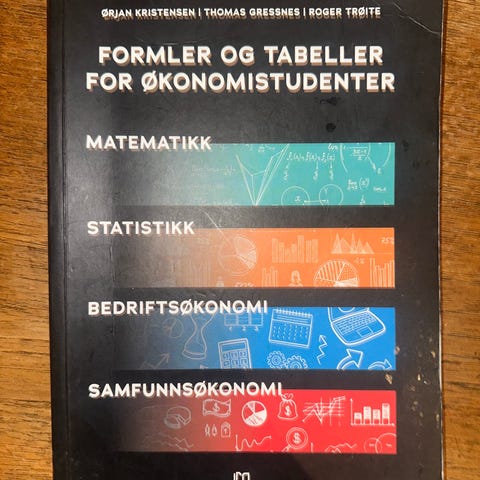 ØRJAN KRISTENSEN | THOMAS GRESSNES | ROGER TRØITE
FORMLER OG TABELLER
FOR ØKONOMISTUDENTER
MATEMATIKK
STATISTIKK
BEDRIFTSØKONOMI
SAMFUNNSØKONOMI